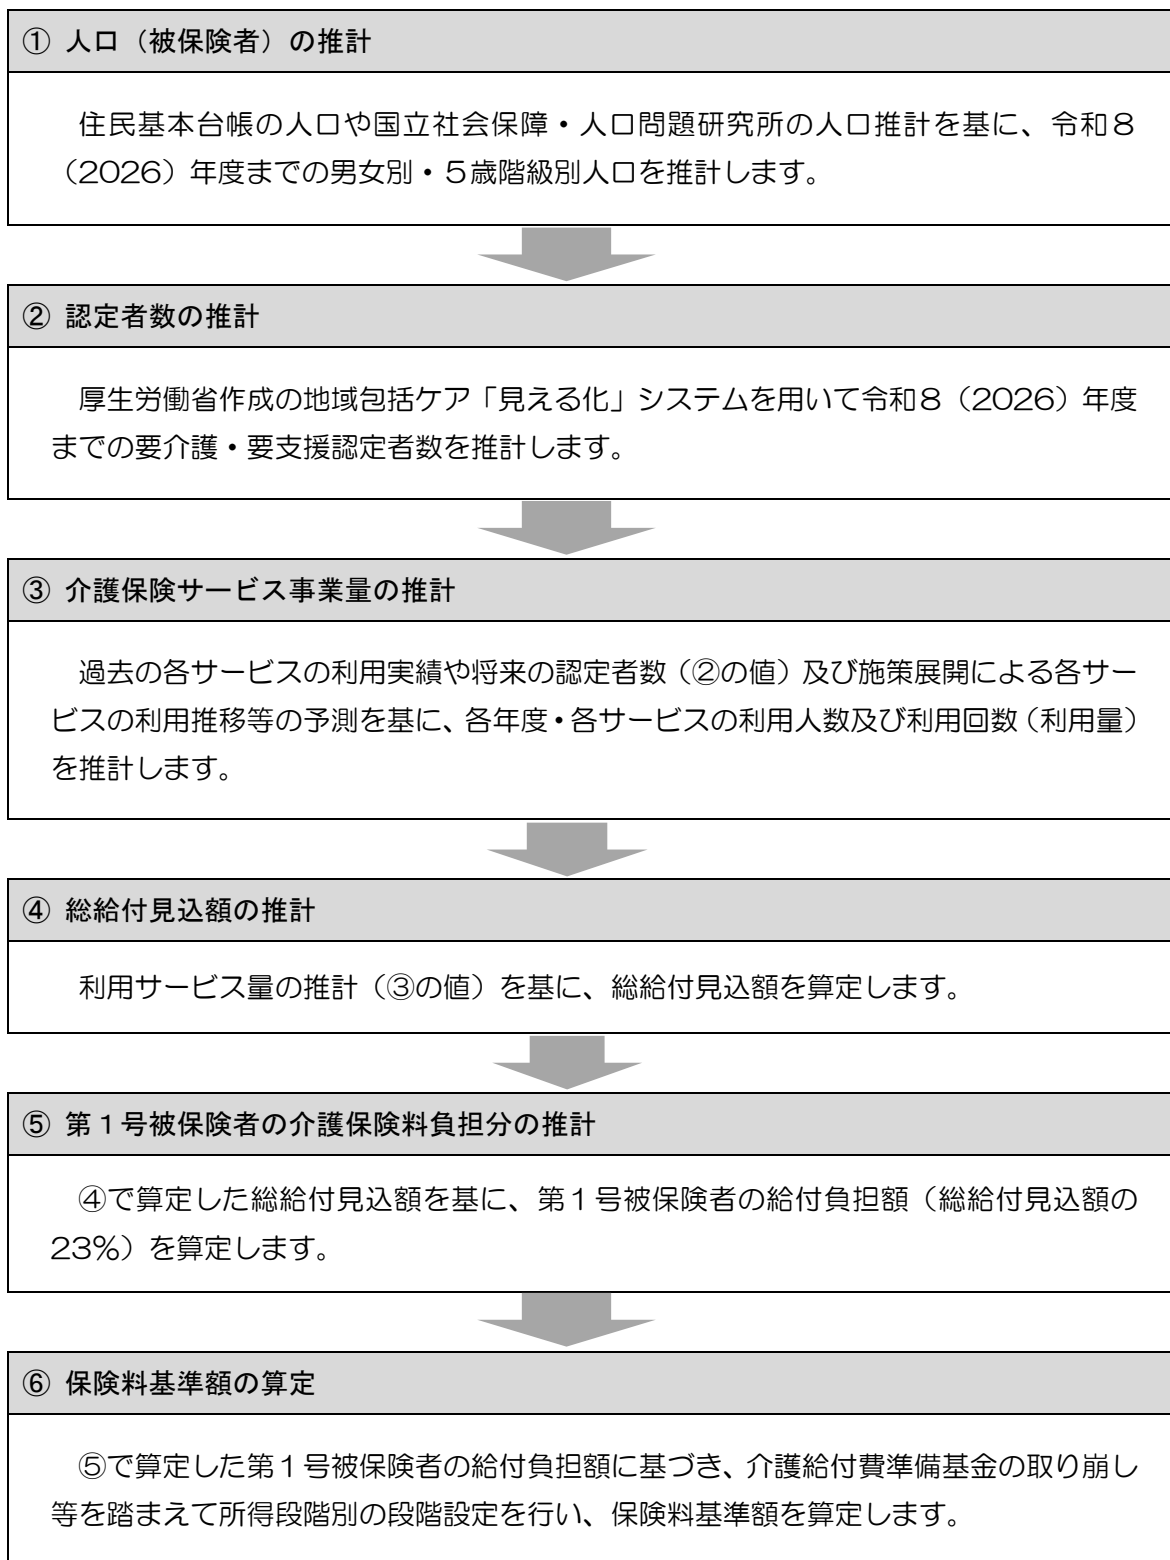 ① 人口（被保険者）の推計
住民基本台帳の人口や国立社会保障・人口問題研究所の人口推計を基に、令和８
（2026）年度までの男女別・５歳階級別人口を推計します。
② 認定者数の推計
厚生労働省作成の地域包括ケア「見える化」システムを用いて令和８（2026）年度
までの要介護・要支援認定者数を推計します。
③ 介護保険サービス事業量の推計
過去の各サービスの利用実績や将来の認定者数（②の値）及び施策展開による各サー
ビスの利用推移等の予測を基に、各年度・各サービスの利用人数及び利用回数（利用量）
を推計します。
④ 総給付見込額の推計
利用サービス量の推計（③の値）を基に、総給付見込額を算定します。
⑤ 第１号被保険者の介護保険料負担分の推計
④で算定した総給付見込額を基に、第１号被保険者の給付負担額（総給付見込額の
23％）を算定します。
⑥ 保険料基準額の算定
⑤で算定した第１号被保険者の給付負担額に基づき、介護給付費準備基金の取り崩し
等を踏まえて所得段階別の段階設定を行い、保険料基準額を算定します。